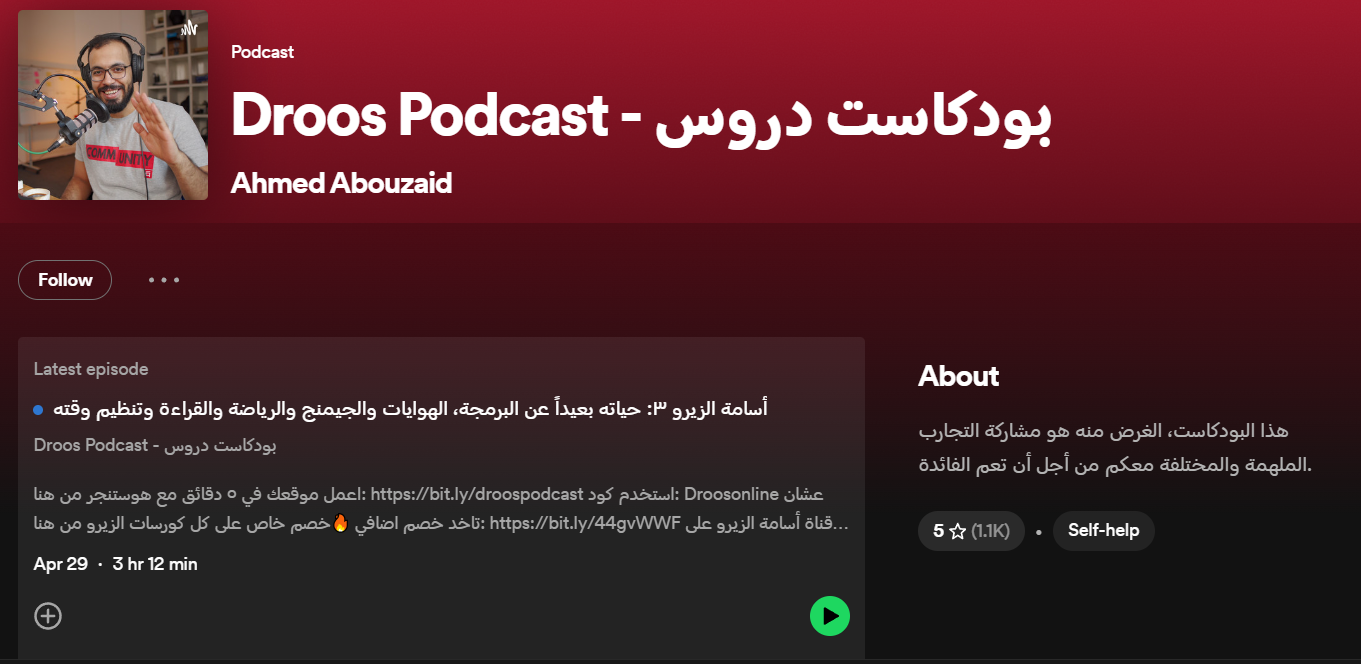 Podcast
Droos Podcast - بودكاست دروس
Ahmed Abouzaid
COMMUNITY
Follow
Latest episode
أسامة الزيرو ٣: حياته بعيداً عن البرمجة، الهوايات والجيمنج والرياضة والقراءة وتنظيم وقته
Droos Podcast - بودكاست دروس
اعمل موقعك في ٥ دقائق مع هوستنجر من هنا: https://bit.ly/droospodcast استخدم كود: Droosonline عشان
تاخد خصم اضافي 🔥خصم خاص على كل كورسات الزيرو من هنا: https://bit.ly/44gvWWF قناة أسامة الزيرو على...
Apr 29 · 3 hr 12 min
About
هذا البودكاست، الغرض منه هو مشاركة التجارب
الملهمة والمختلفة معكم من أجل أن تعم الفائدة.
5 ☆ (1.1K) • Self-help